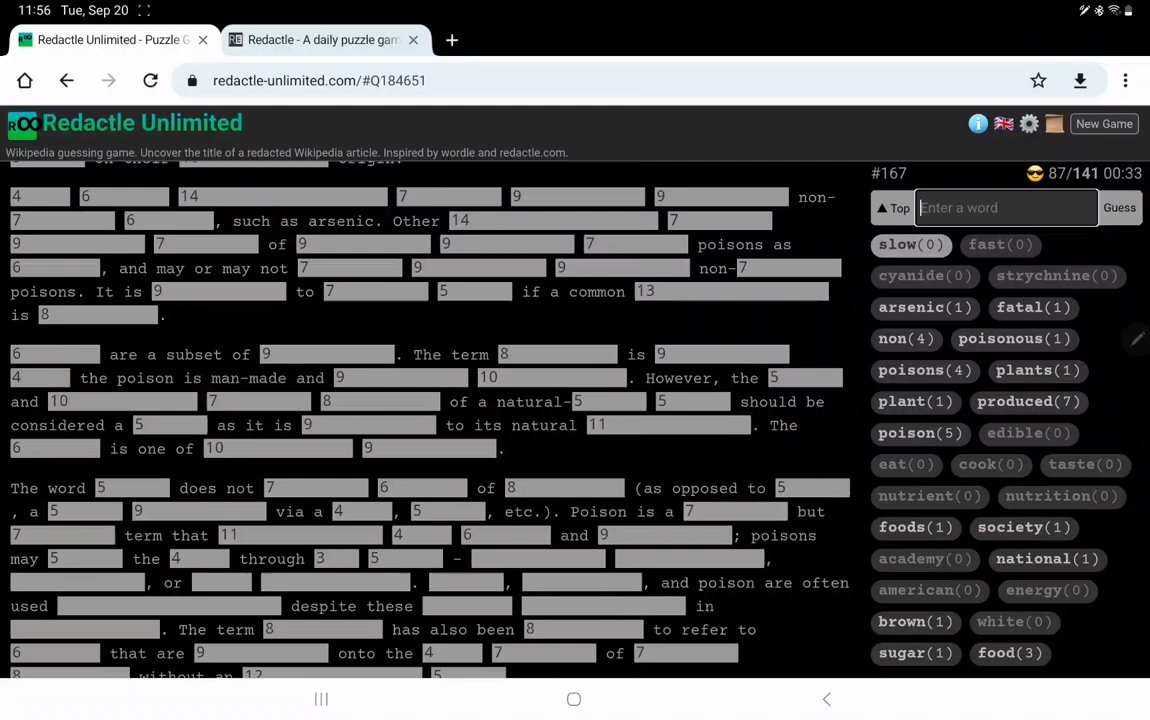 11:56 Tue, Sep 20
Redactle Unlimited - Puzzle G
Redactle - A daily puzzle gam
redactle-unlimited.com/#Q184651
Redactle Unlimited
New Game
Wikipedia guessing game. Uncover the title of a redacted Wikipedia article. Inspired by wordle and redactle.com.
#167 87/141 00:33
▲ Top Enter a word Guess
origin.
4 6 14 7 9 9 non-
7 6 , such as arsenic. Other 14 7
9 7 of 9 9 7 poisons as
6 , and may or may not 7 9 9 non-7
poisons. It is 9 to 7 5 if a common 13
is 8 .
6 are a subset of 9 . The term 8 is 9
4 the poison is man-made and 9 10 . However, the 5
and 10 7 8 of a natural-5 5 should be
considered a 5 as it is 9 to its natural 11 . The
6 is one of 10 9 .
The word 5 does not 7 6 of 8 (as opposed to 5
, a 5 9 via a 4 , 5 , etc.). Poison is a 7 but
7 term that 11 4 6 and 9 ; poisons
may 5 the 4 through 3 5 - ,
, or . , , and poison are often
used despite these in
. The term 8 has also been 8 to refer to
6 that are 9 onto the 4 7 of 7
8 without an 12 5
slow(0) fast(0)
cyanide(0) strychnine(0)
arsenic(1) fatal(1)
non(4) poisonous(1)
poisons(4) plants(1)
plant(1) produced(7)
poison(5) edible(0)
eat(0) cook(0) taste(0)
nutrient(0) nutrition(0)
foods(1) society(1)
academy(0) national(1)
american(0) energy(0)
brown(1) white(0)
sugar(1) food(3)